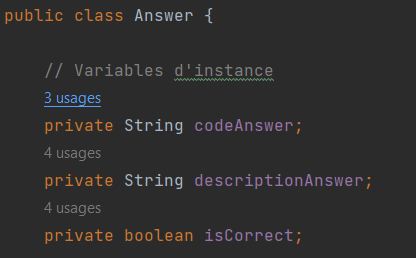 public class Answer {
// Variables d'instance
3 usages
private String codeAnswer;
4 usages
private String descriptionAnswer;
4 usages
private boolean isCorrect;